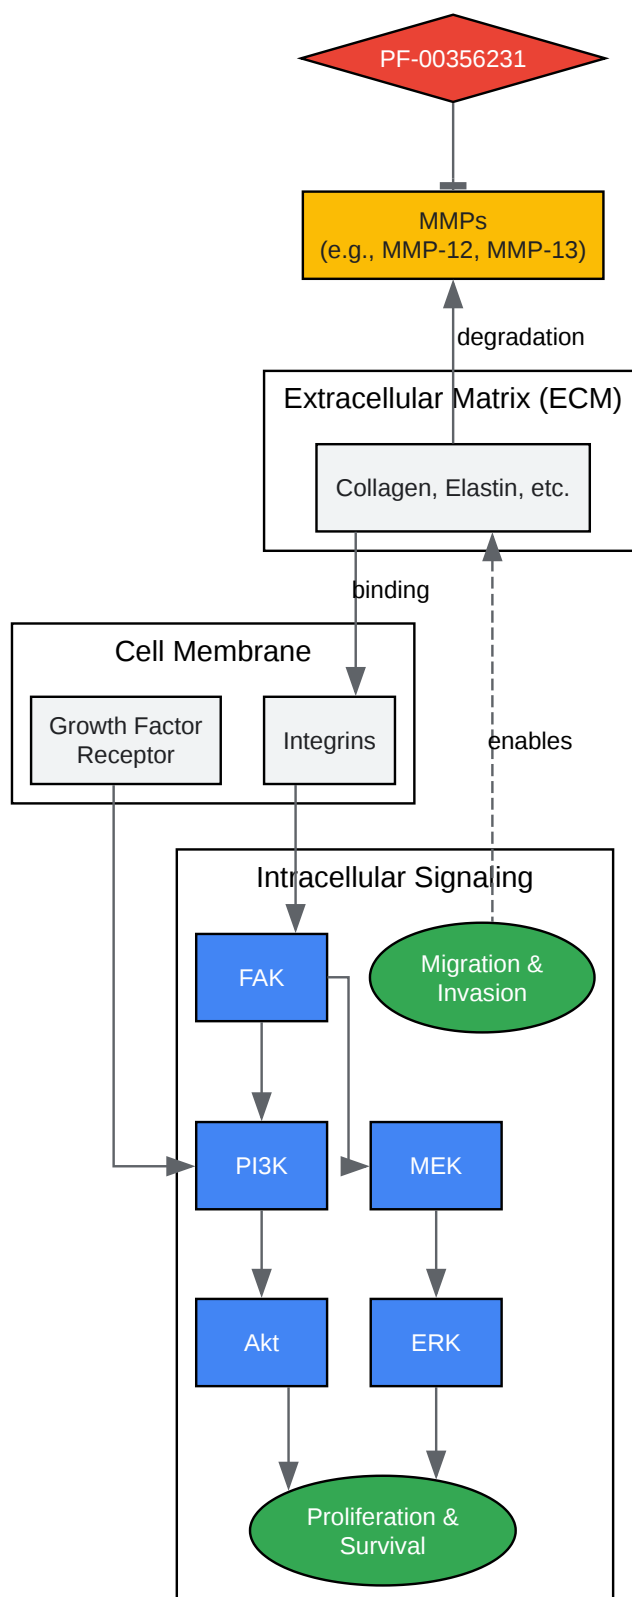 PF-00356231
MMPs
(e.g., MMP-12, MMP-13)
degradation
Extracellular Matrix (ECM)
Collagen, Elastin, etc.
binding
Cell Membrane
Growth Factor
Receptor
Integrins
enables
Intracellular Signaling
FAK
Migration &
Invasion
PI3K
MEK
Akt
ERK
Proliferation &
Survival